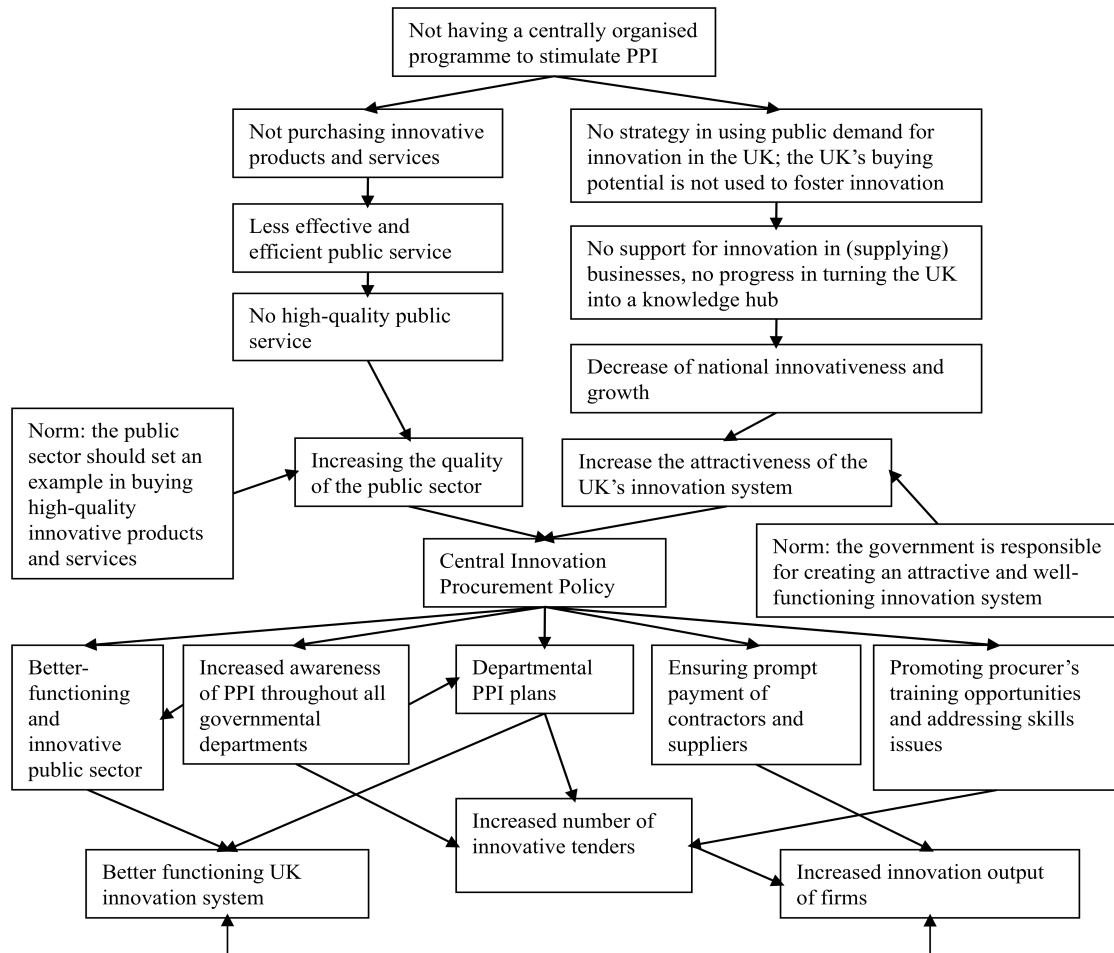 Not having a centrally organised
programme to stimulate PPI
Not purchasing innovative
products and services
No strategy in using public demand for
innovation in the UK; the UK’s buying
potential is not used to foster innovation
Less effective and
efficient public service
No support for innovation in (supplying)
businesses, no progress in turning the UK
into a knowledge hub
No high-quality public
service
Decrease of national innovativeness and
growth
Norm: the public
sector should set an
example in buying
high-quality
innovative products
and services
Increasing the quality
of the public sector
Increase the attractiveness of the
UK’s innovation system
Norm: the government is responsible
for creating an attractive and well-
functioning innovation system
Central Innovation
Procurement Policy
Better-
functioning
and
innovative
public sector
Increased awareness
of PPI throughout all
governmental
departments
Departmental
PPI plans
Ensuring prompt
payment of
contractors and
suppliers
Promoting procurer’s
training opportunities
and addressing skills
issues
Increased number of
innovative tenders
Better functioning UK
innovation system
Increased innovation output
of firms